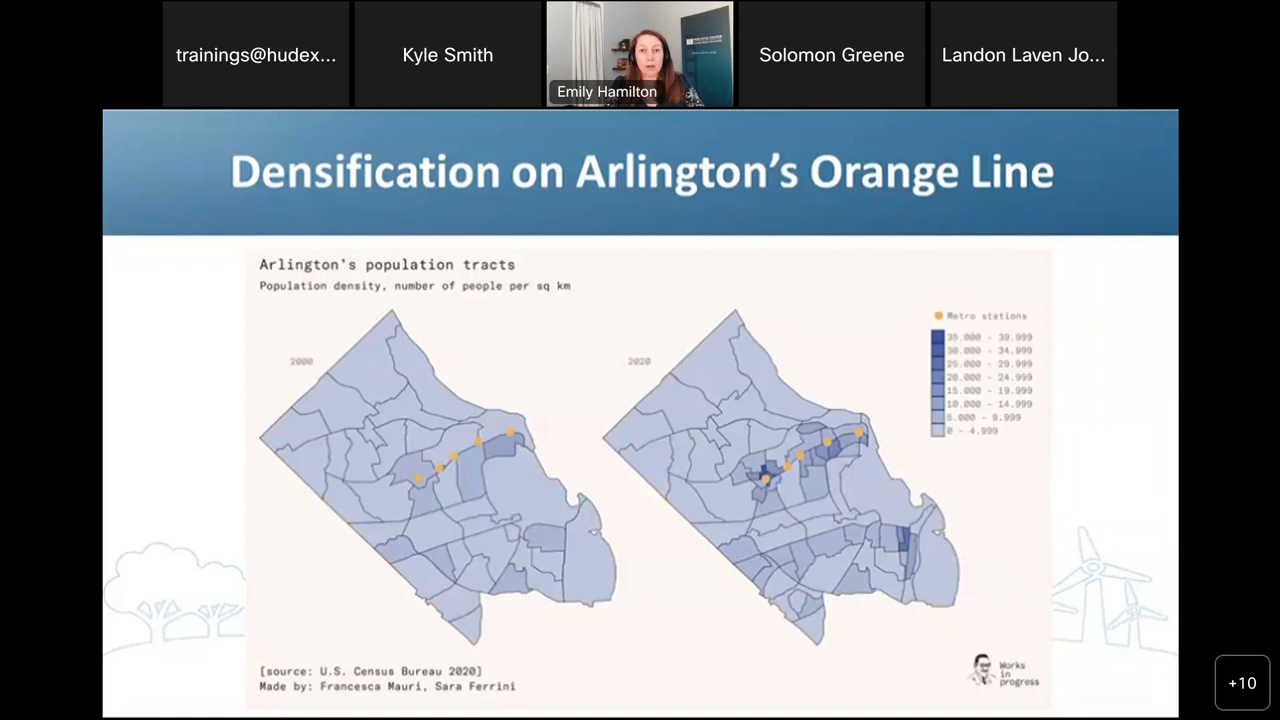 trainings@hudex...
Kyle Smith
Emily Hamilton
Solomon Greene
Landon Laven Jo...
Densification on Arlington's Orange Line
Arlington's population tracts
Population density, number of people per sq km
2000
2020
Metro stations
35.000 - 39.999
30.000 - 34.999
25.000 - 29.999
20.000 - 24.999
15.000 - 19.999
10.000 - 14.999
5.000 - 9.999
0 - 4.999
[source: U.S. Census Bureau 2020]
Made by: Francesca Mauri, Sara Ferrini
Works
in
progress
+10